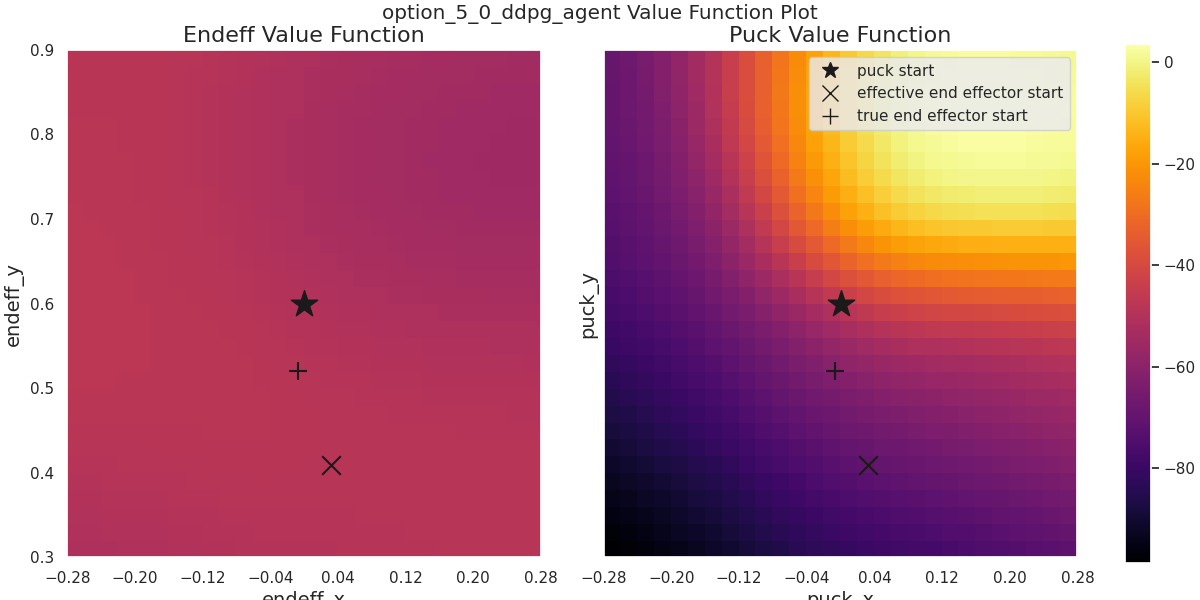 option_5_0_ddpg_agent Value Function Plot
Endeff Value Function
Puck Value Function
0.9
0.8
0.7
0.6
0.5
0.4
0.3
endeff_y
−0.28 −0.20 −0.12 −0.04 0.04 0.12 0.20 0.28
endeff_x
puck_y
puck start
effective end effector start
true end effector start
−0.28 −0.20 −0.12 −0.04 0.04 0.12 0.20 0.28
puck_x
0
−20
−40
−60
−80